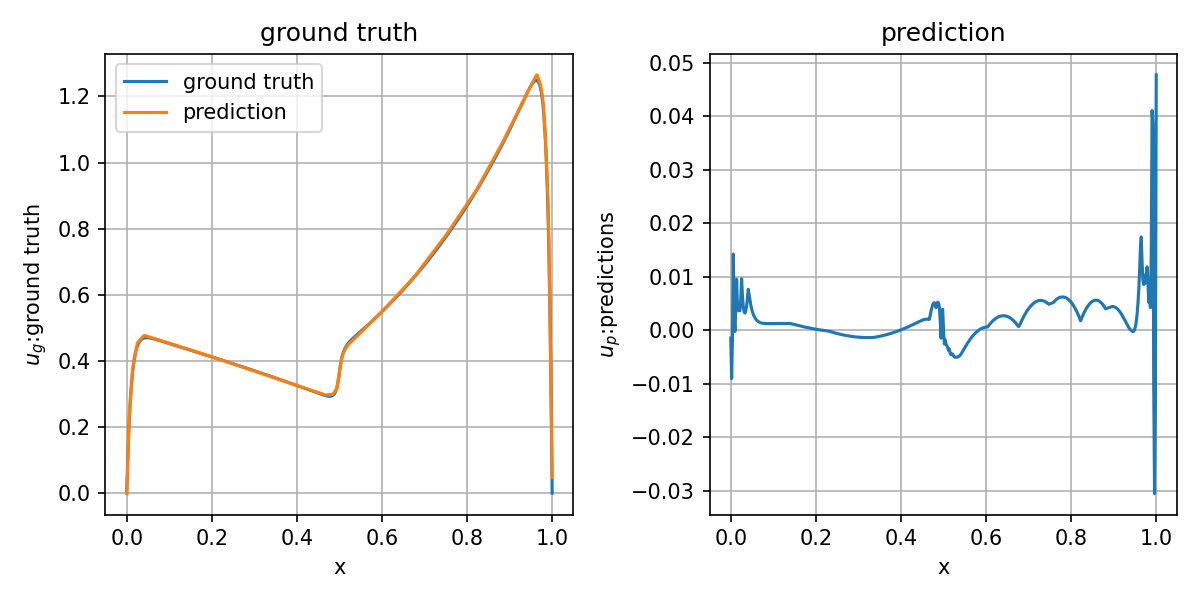 ground truth
ground truth
prediction
1.2
1.0
0.8
0.6
0.4
0.2
0.0
0.0 0.2 0.4 0.6 0.8 1.0
x
u_g:ground truth
prediction
0.05
0.04
0.03
0.02
0.01
0.00
−0.01
−0.02
−0.03
0.0 0.2 0.4 0.6 0.8 1.0
x
u_p:predictions